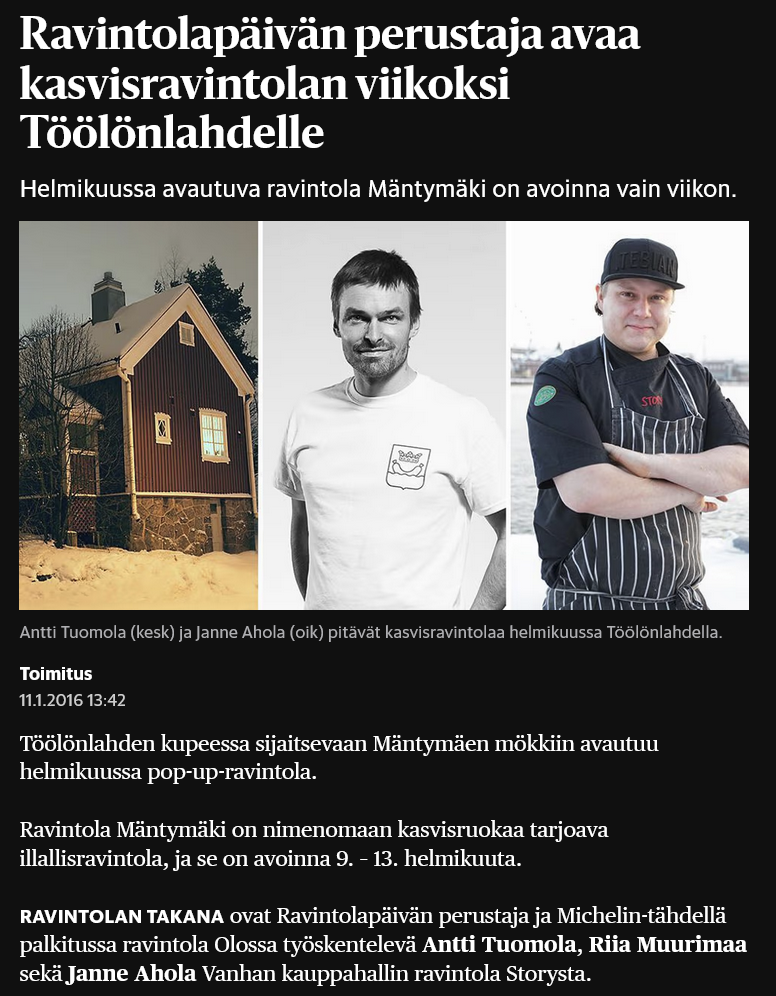 Ravintolapäivän perustaja avaa
kasvisravintolan viikoksi
Töölönlahdelle
Helmikuussa avautuva ravintola Mäntymäki on avoinna vain viikon.
Antti Tuomola (kesk) ja Janne Ahola (oik) pitävät kasvisravintolaa helmikuussa Töölönlahdella.
Toimitus
11.1.2016 13:42
Töölönlahden kupeessa sijaitsevaan Mäntymäen mökkiin avautuu
helmikuussa pop-up-ravintola.
Ravintola Mäntymäki on nimenomaan kasvisruokaa tarjoava
illallisravintola, ja se on avoinna 9. – 13. helmikuuta.
RAVINTOLAN TAKANA ovat Ravintolapäivän perustaja ja Michelin-tähdellä
palkitussa ravintola Olossa työskentelevä Antti Tuomola, Riia Muurimaa
sekä Janne Ahola Vanhan kauppahallin ravintola Storysta.